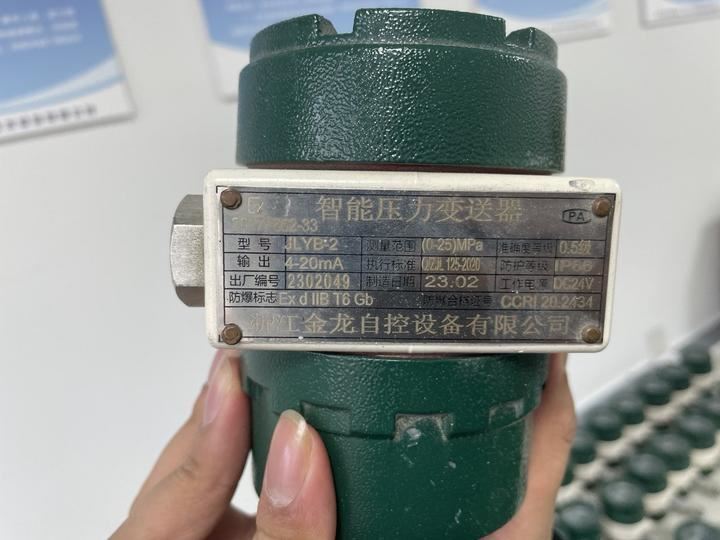 Ex 智能压力变送器 PA
型号 JLYB-2 测量范围 (0-25)MPa 准确度等级 0.5级
输出 4-20mA 执行标准 125-2020 防护等级 IP66
出厂编号 2302049 制造日期 23.02 工作电源 DC24V
防爆标志 Ex d IIB T6 Gb 防爆合格证号 CCRI 20.2434
浙江金龙自控设备有限公司